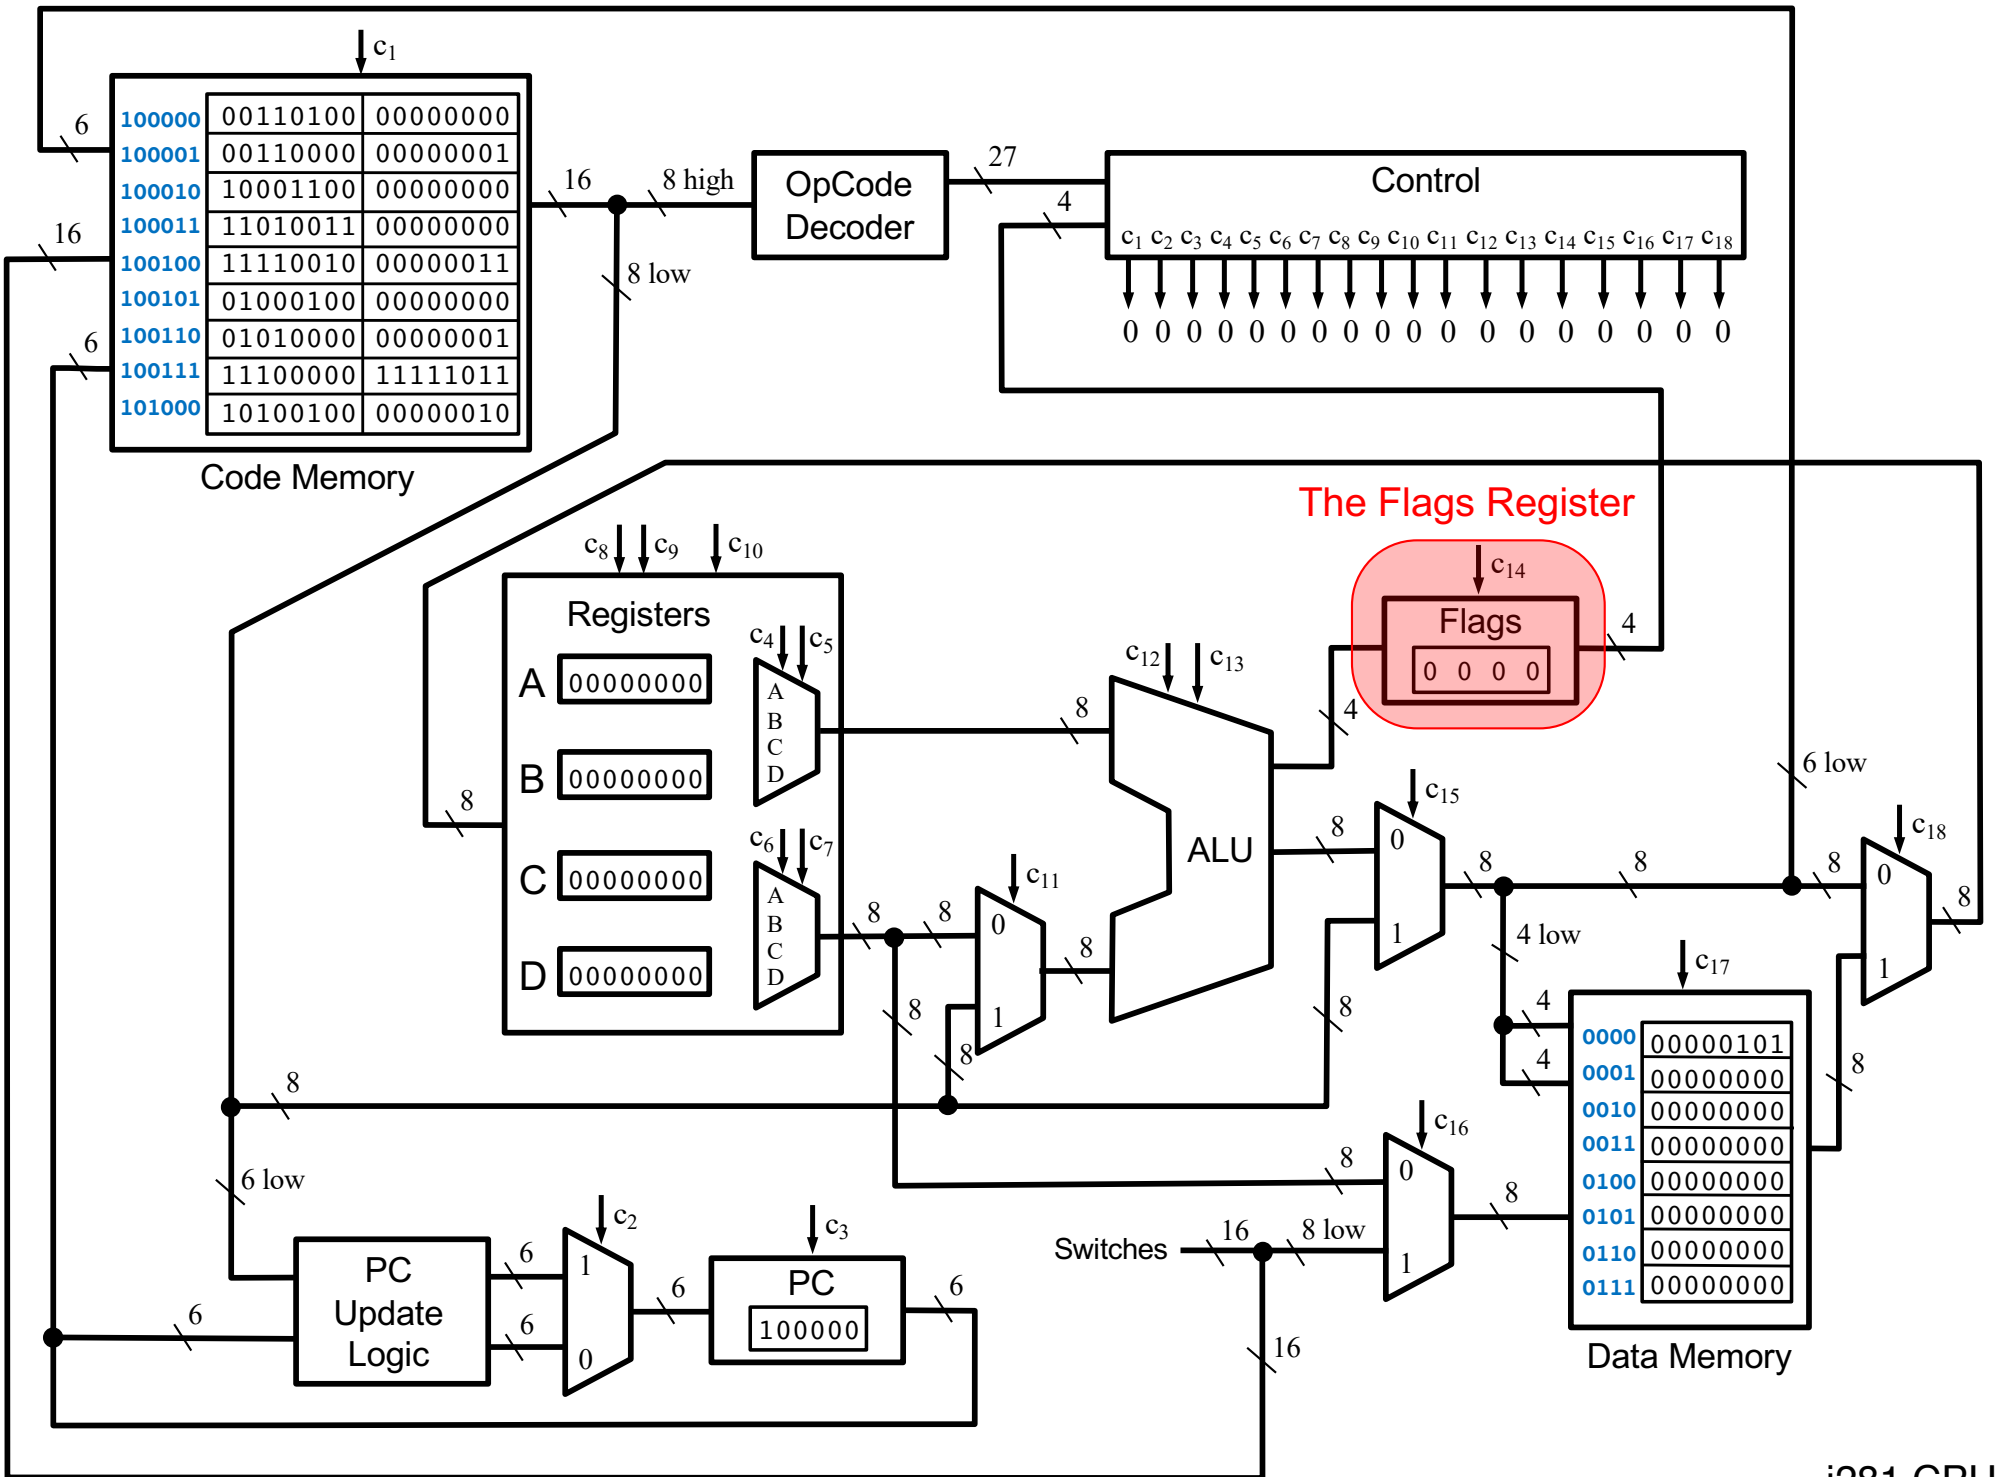 c1
100000 00110100 00000000
100001 00110000 00000001
100010 10001100 00000000
100011 11010011 00000000
100100 11110010 00000011
100101 01000100 00000000
100110 01010000 00000001
100111 11100000 11111011
101000 10100100 00000010
6
16
6
Code Memory
16
8 high
8 low
OpCode
Decoder
27
4
Control
c1 c2 c3 c4 c5 c6 c7 c8 c9 c10 c11 c12 c13 c14 c15 c16 c17 c18
0 0 0 0 0 0 0 0 0 0 0 0 0 0 0 0 0 0
The Flags Register
c14
Flags
0 0 0 0
4
4
c8 c9 c10
Registers
A 00000000
B 00000000
C 00000000
D 00000000
8
c4 c5
A
B
C
D
c6 c7
A
B
C
D
8
8
8
8
c11
0
1
8
8
c12 c13
ALU
8
c15
0
1
8
8
8
8
6 low
4 low
c18
0
1
8
c17
4
4
0000 00000101
0001 00000000
0010 00000000
0011 00000000
0100 00000000
0101 00000000
0110 00000000
0111 00000000
Data Memory
8
8
c16
0
1
8
8
Switches
16
8 low
16
8
6 low
PC
Update
Logic
6
6
6
c2
1
0
6
c3
PC
100000
6